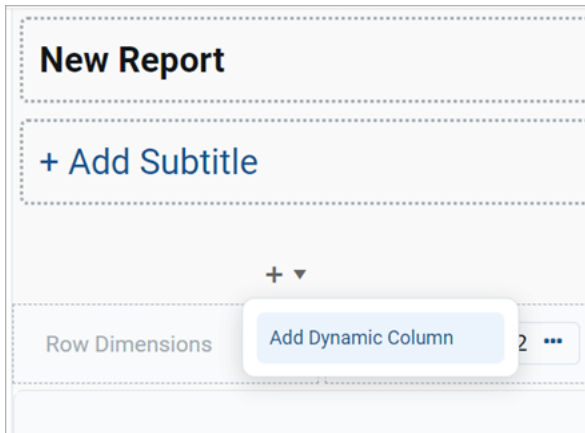 New Report
+ Add Subtitle
+
Row Dimensions
Add Dynamic Column
2 •••